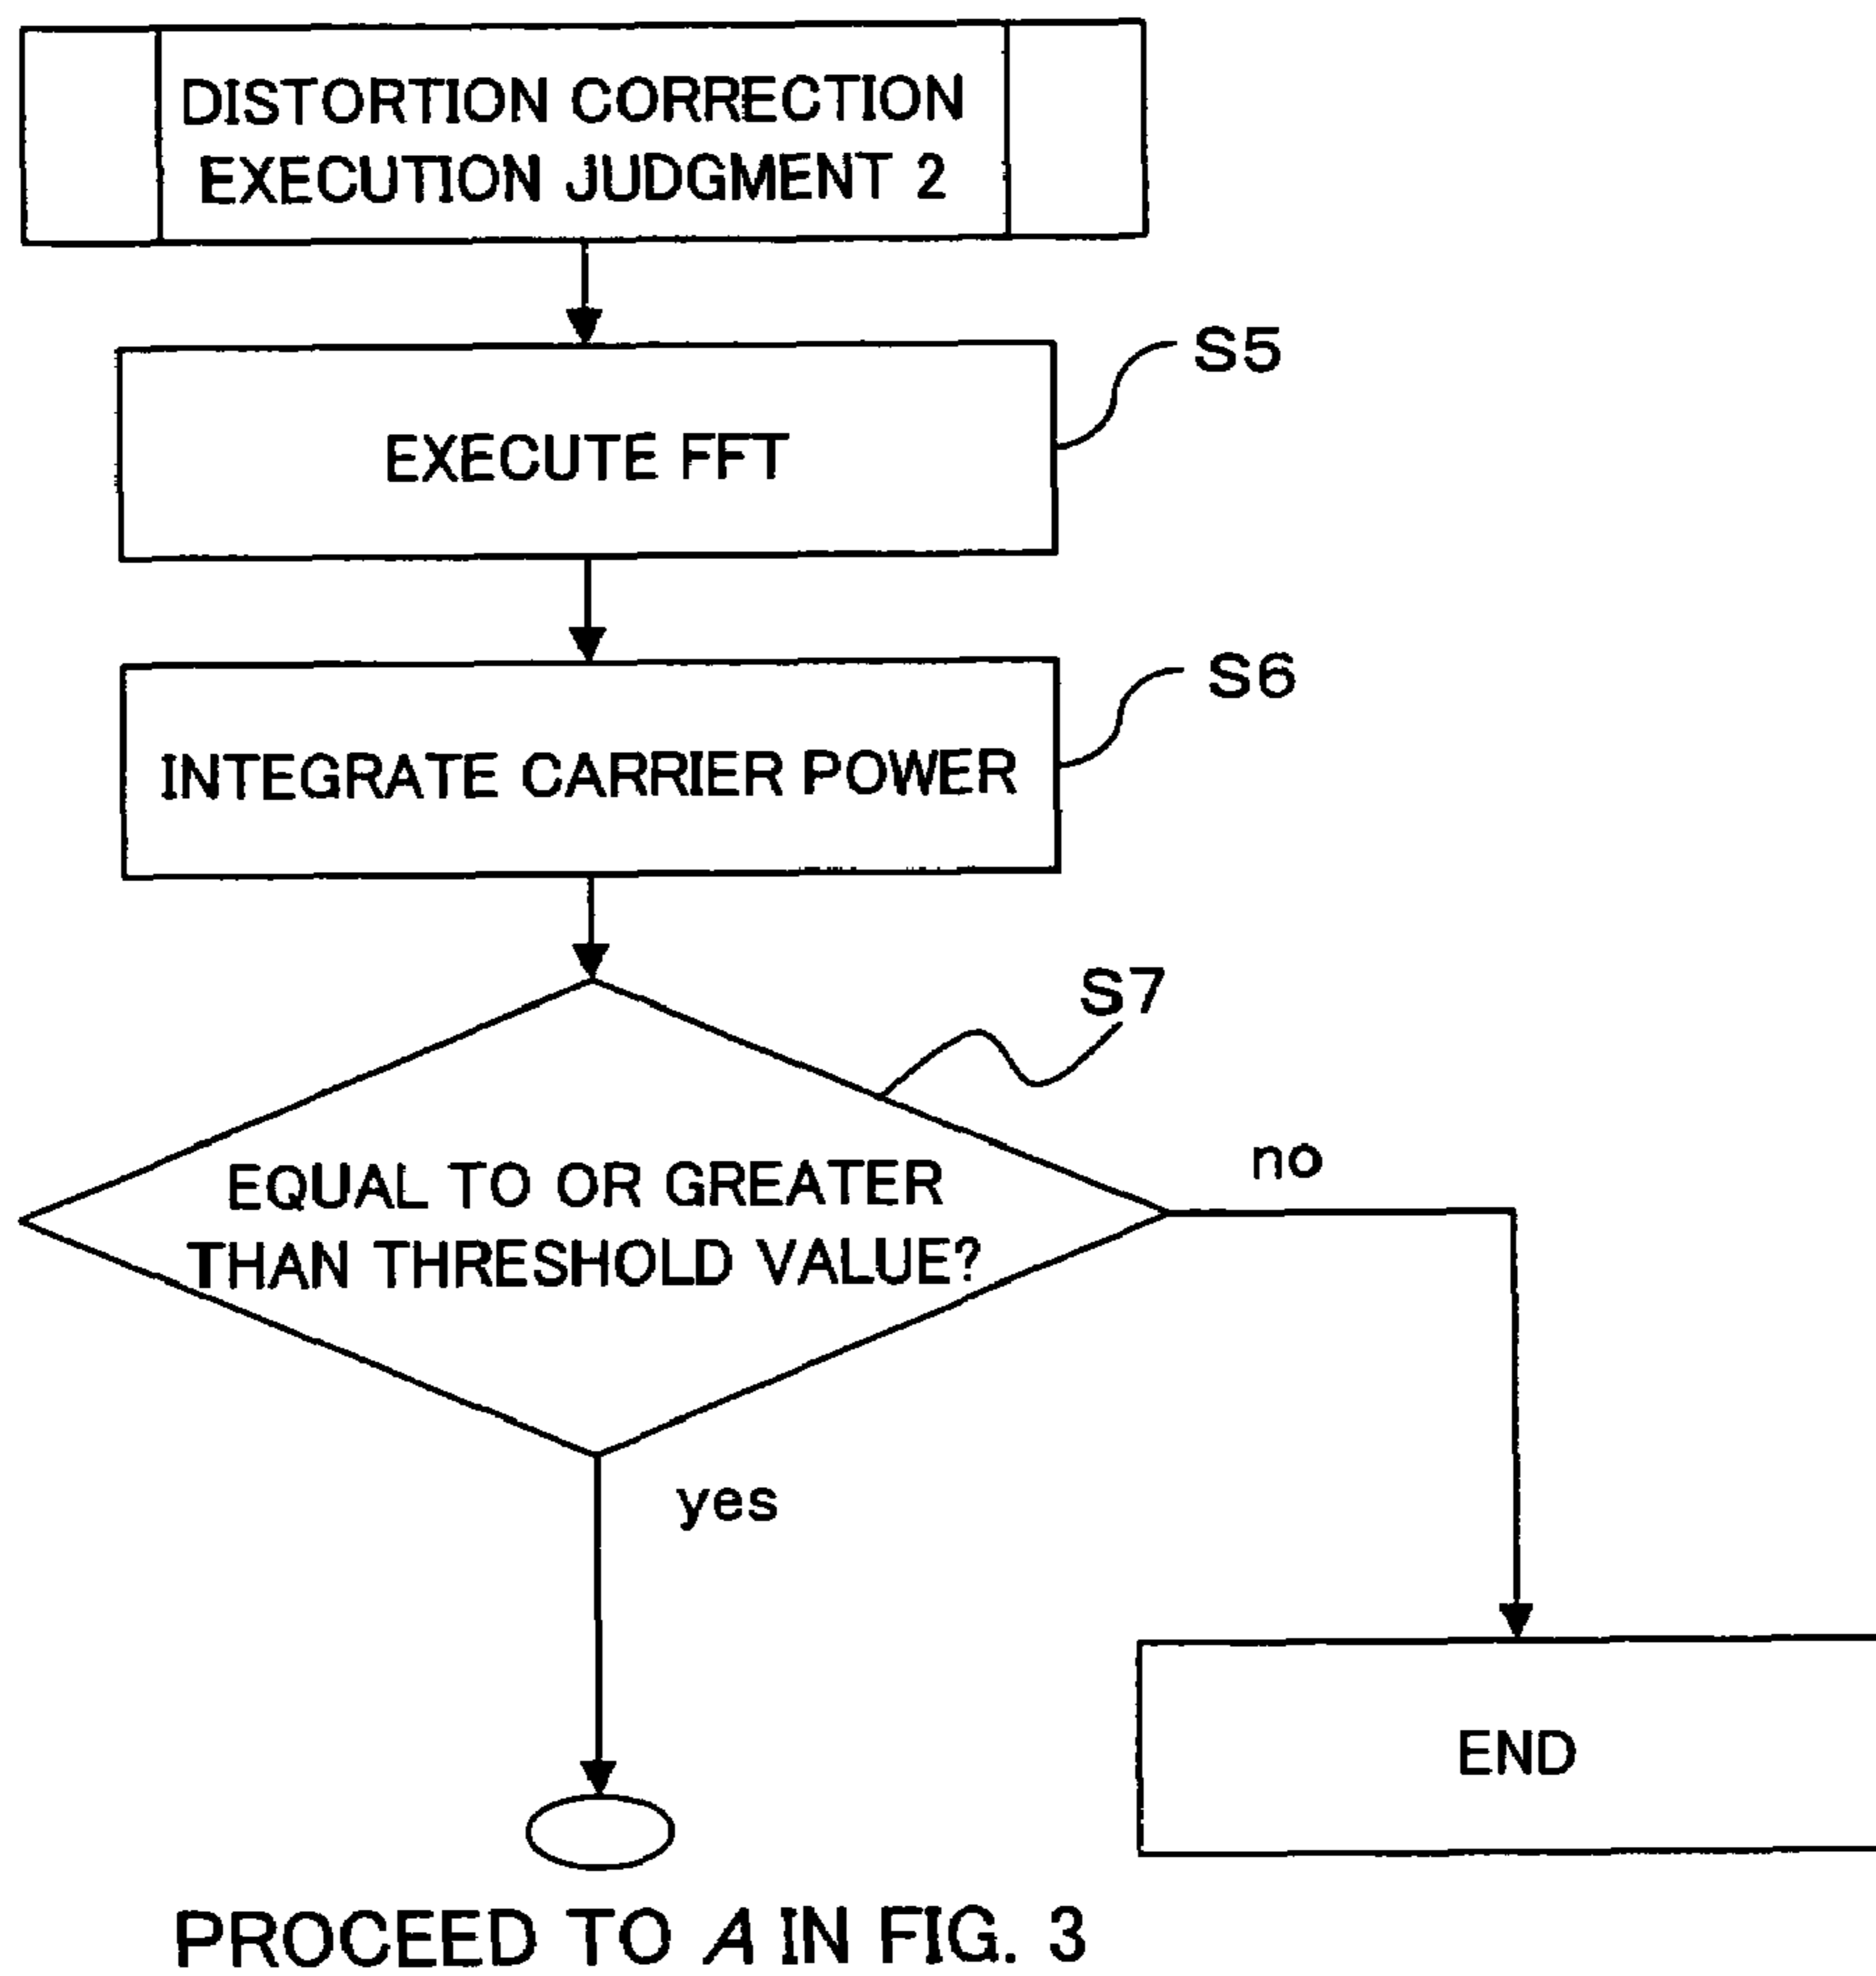 DISTORTION CORRECTION
EXECUTION JUDGMENT 2
S5
EXECUTE FFT
S6
INTEGRATE CARRIER POWER
S7
EQUAL TO OR GREATER
THAN THRESHOLD VALUE?
no
yes
END
PROCEED TO A IN FIG. 3